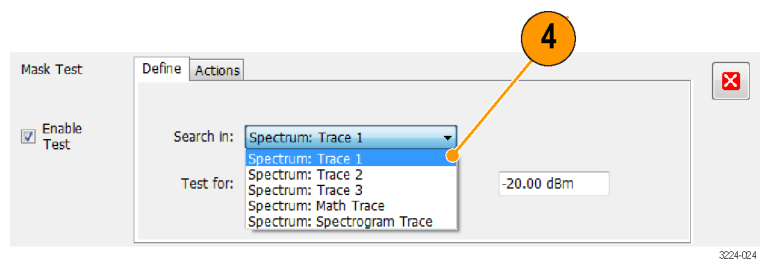 4
Mask Test
Define
Actions
Enable
Test
Search in:
Spectrum: Trace 1
Spectrum: Trace 1
Spectrum: Trace 2
Test for:
-20.00 dBm
Spectrum: Trace 3
Spectrum: Math Trace
Spectrum: Spectrogram Trace
3224-024